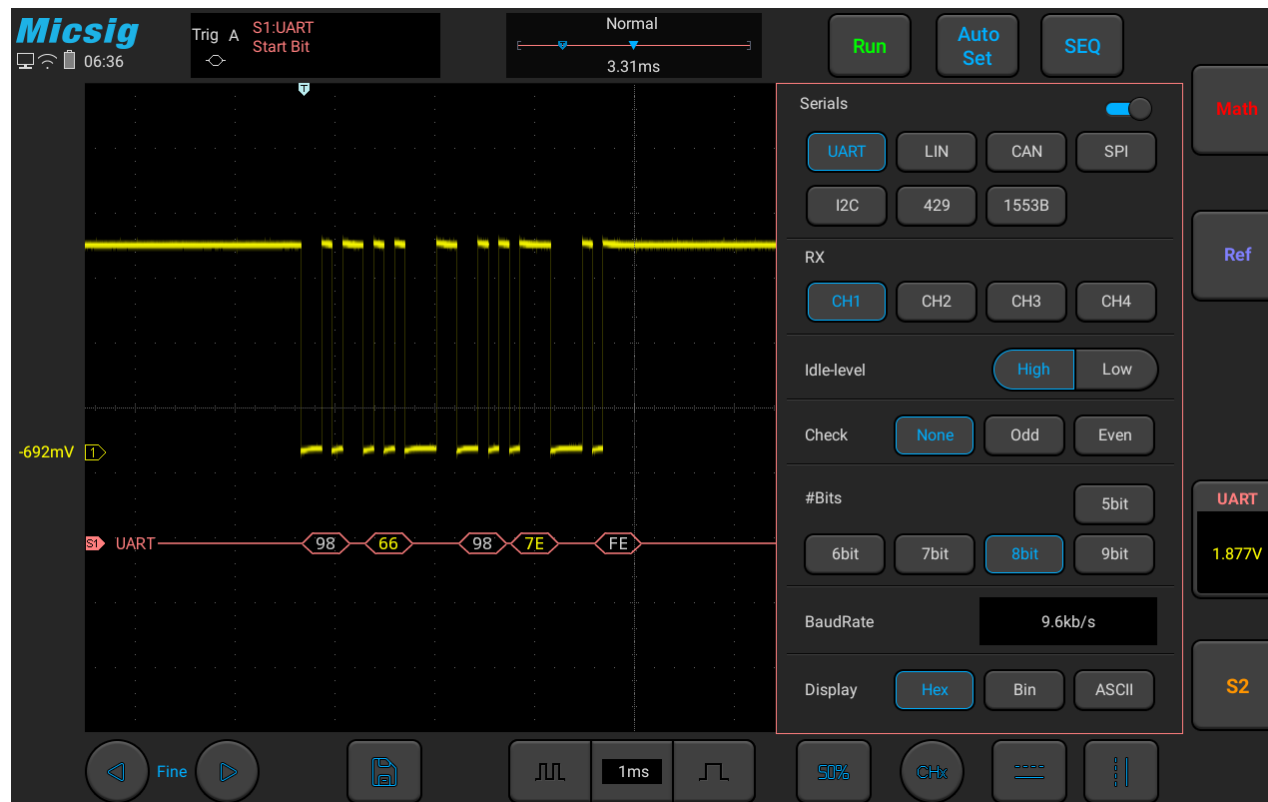 Micsig
06:36
Trig A S1:UART
Start Bit
Normal
T
3.31ms
Run
Auto
Set
SEQ
T
Serials
UART LIN CAN SPI
I2C 429 1553B
RX
CH1 CH2 CH3 CH4
Idle-level High Low
Check None Odd Even
#Bits 5bit
6bit 7bit 8bit 9bit
BaudRate 9.6kb/s
Display Hex Bin ASCII
Math
Ref
UART
1.877V
S2
-692mV 1
S1 UART 98 66 98 7E FE
Fine
1ms
50%
CHx